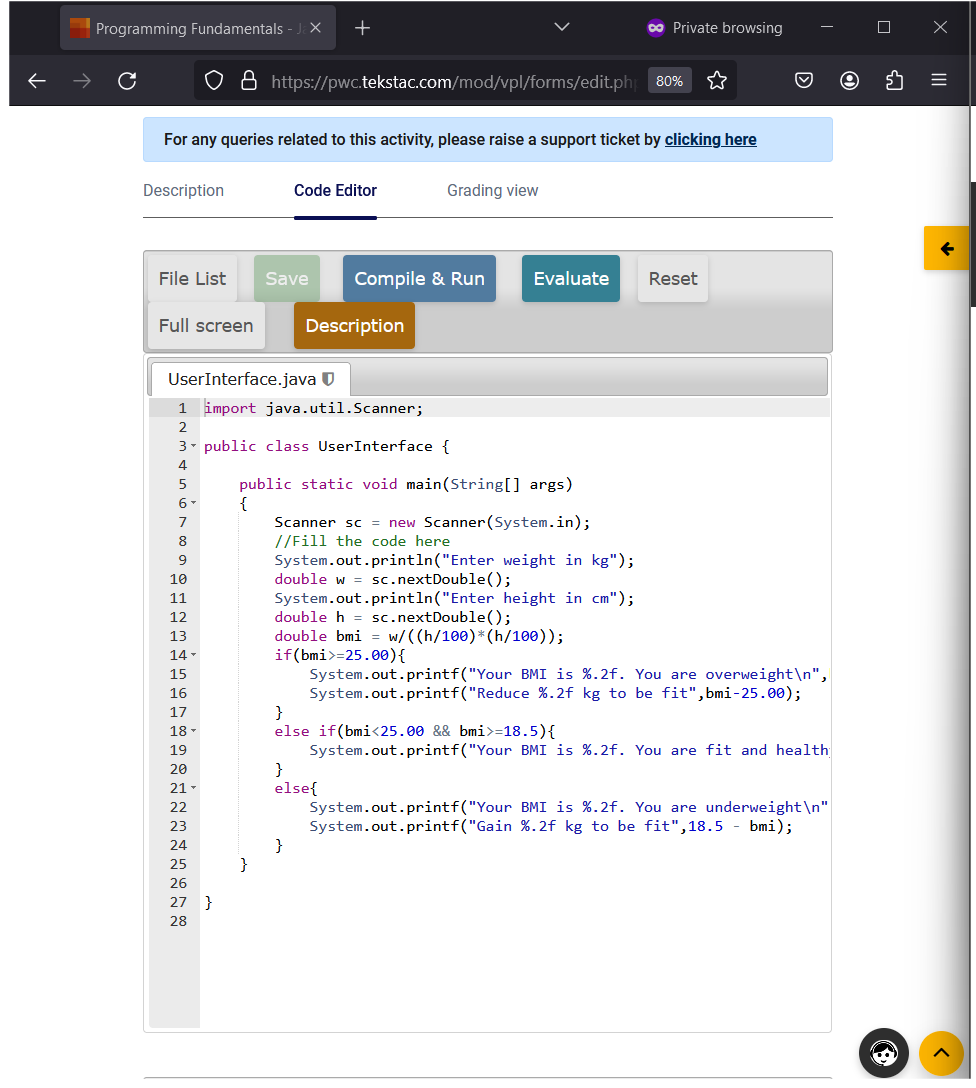 Programming Fundamentals - Ja
Private browsing
https://pwc.tekstac.com/mod/vpl/forms/edit.php
80%
For any queries related to this activity, please raise a support ticket by clicking here
Description Code Editor Grading view
File List Save Compile & Run Evaluate Reset
Full screen Description
UserInterface.java
1 import java.util.Scanner;
2
3 public class UserInterface {
4
5 public static void main(String[] args)
6 {
7 Scanner sc = new Scanner(System.in);
8 //Fill the code here
9 System.out.println("Enter weight in kg");
10 double w = sc.nextDouble();
11 System.out.println("Enter height in cm");
12 double h = sc.nextDouble();
13 double bmi = w/((h/100)*(h/100));
14 if(bmi>=25.00){
15 System.out.printf("Your BMI is %.2f. You are overweight\n",
16 System.out.printf("Reduce %.2f kg to be fit",bmi-25.00);
17 }
18 else if(bmi<25.00 && bmi>=18.5){
19 System.out.printf("Your BMI is %.2f. You are fit and health
20 }
21 else{
22 System.out.printf("Your BMI is %.2f. You are underweight\n"
23 System.out.printf("Gain %.2f kg to be fit",18.5 - bmi);
24 }
25 }
26
27 }
28